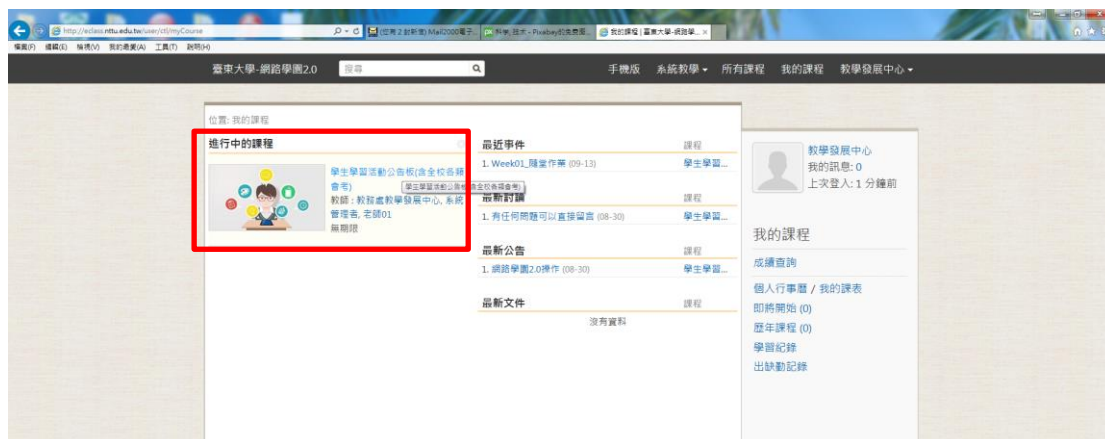 http://eclass.nttu.edu.tw/user/ctl/myCourse
(您有 2 封新信) Mail2000電子...
科學, 技術 - Pixabay的免費圖...
我的課程 | 臺東大學-網路學...
檔案(F) 編輯(E) 檢視(V) 我的最愛(A) 工具(T) 說明(H)
臺東大學-網路學園2.0 搜尋 手機版 系統教學 所有課程 我的課程 教學發展中心
位置: 我的課程
進行中的課程
學生學習活動公告板(含全校各類
會考)
學生學習活動公告板(含全校各類會考)
教師 : 教務處教學發展中心, 系統
管理者, 老師01
無期限
最近事件 課程
1. Week01_隨堂作業 (09-13) 學生學習...
最新討論 課程
1. 有任何問題可以直接留言 (08-30) 學生學習...
最新公告 課程
1. 網路學園2.0操作 (08-30) 學生學習...
最新文件 課程
沒有資料
教學發展中心
我的訊息: 0
上次登入: 1 分鐘前
我的課程
成績查詢
個人行事曆 / 我的課表
即將開始 (0)
歷年課程 (0)
學習紀錄
出缺勤記錄